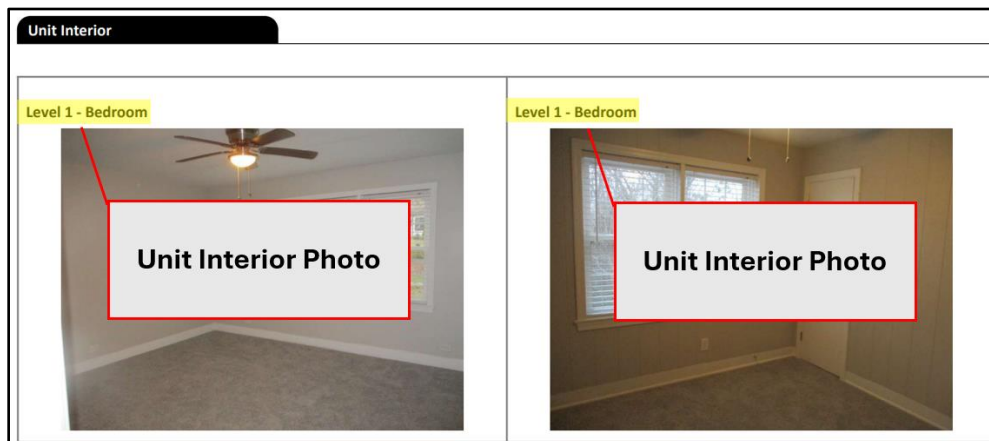 Unit Interior
Level 1 - Bedroom
Unit Interior Photo
Level 1 - Bedroom
Unit Interior Photo